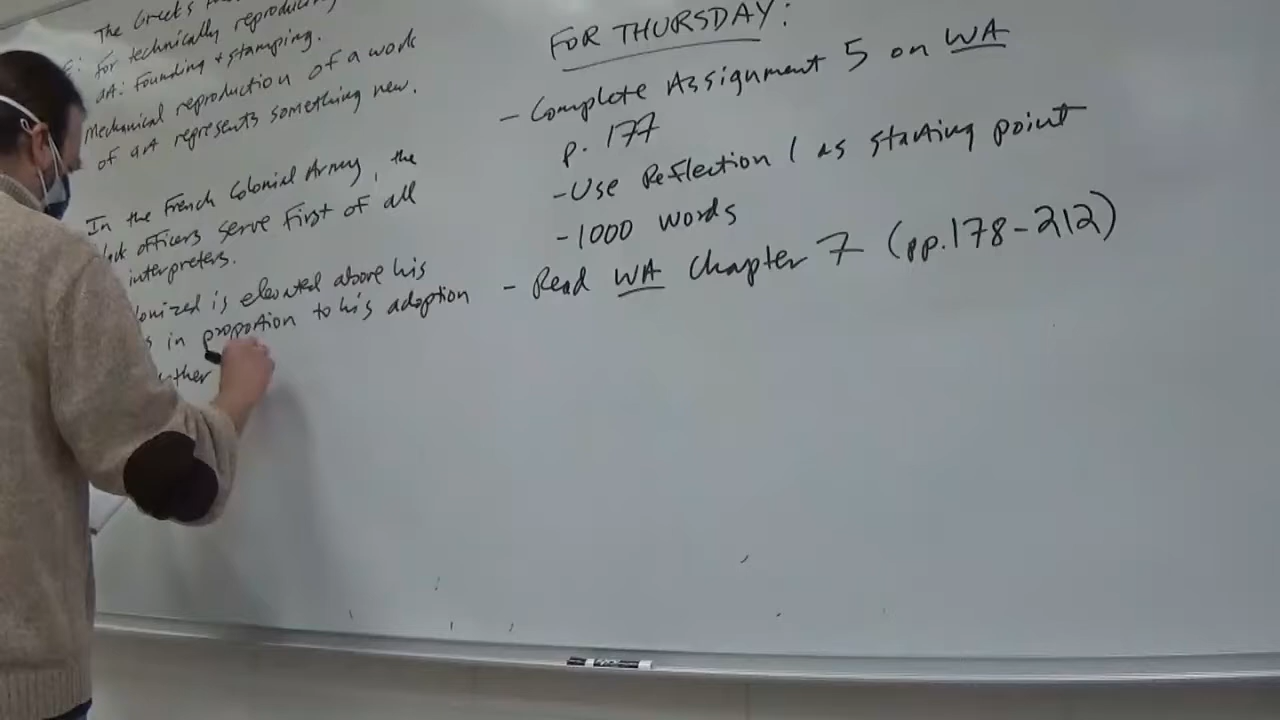 The Greeks
for technically reproducing
art: founding + stamping.
Mechanical reproduction of a work
of art represents something new.
In the French Colonial Army, the
officers serve first of all
interpreters.
is elevated above his
in proportion to his adoption
FOR THURSDAY:
- Complete Assignment 5 on WA
p. 177
- Use Reflection 1 as starting point
- 1000 words
- Read WA Chapter 7 (pp.178-212)